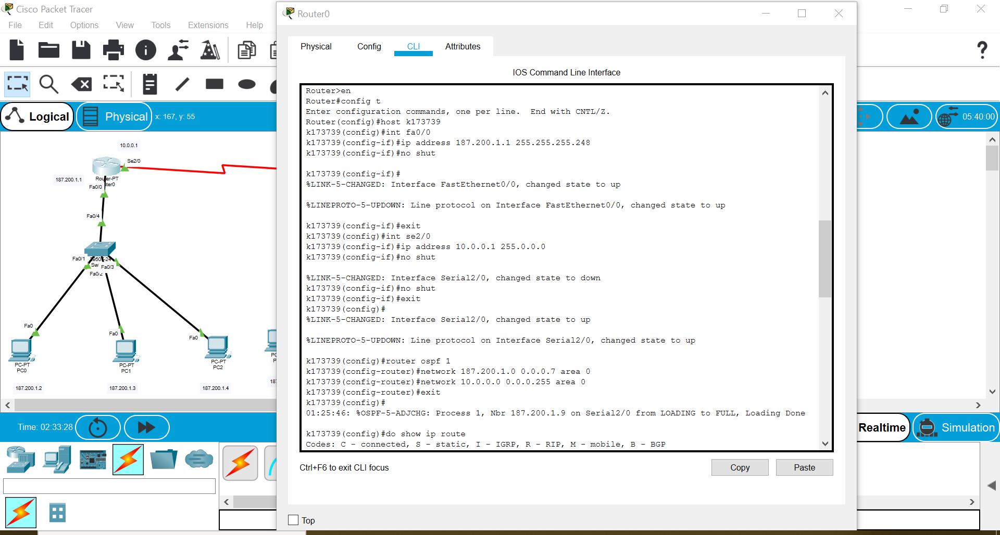 Cisco Packet Tracer
File Edit Options View Tools Extensions Help
Logical
Physical
x: 167, y: 55
10.0.0.1
Se2/0
187.200.1.1
Router-PT
Fa0/0
Fa0/4
Fa0/1
Fa0/3
Fa0/2
Fa0
Fa0
Fa0
PC-PT
PC0
PC-PT
PC1
PC-PT
PC2
187.200.1.2
187.200.1.3
187.200.1.4
Time: 02:33:28
Router0
Physical Config CLI Attributes
IOS Command Line Interface
Router>en
Router#config t
Enter configuration commands, one per line.  End with CNTL/Z.
Router(config)#host k173739
k173739(config)#int fa0/0
k173739(config-if)#ip address 187.200.1.1 255.255.255.248
k173739(config-if)#no shut
k173739(config-if)#
%LINK-5-CHANGED: Interface FastEthernet0/0, changed state to up
%LINEPROTO-5-UPDOWN: Line protocol on Interface FastEthernet0/0, changed state to up
k173739(config-if)#exit
k173739(config)#int se2/0
k173739(config-if)#ip address 10.0.0.1 255.0.0.0
k173739(config-if)#no shut
%LINK-5-CHANGED: Interface Serial2/0, changed state to down
k173739(config-if)#no shut
k173739(config-if)#exit
k173739(config)#
%LINK-5-CHANGED: Interface Serial2/0, changed state to up
%LINEPROTO-5-UPDOWN: Line protocol on Interface Serial2/0, changed state to up
k173739(config)#router ospf 1
k173739(config-router)#network 187.200.1.0 0.0.0.7 area 0
k173739(config-router)#network 10.0.0.0 0.0.0.255 area 0
k173739(config-router)#exit
k173739(config)#
01:25:46: %OSPF-5-ADJCHG: Process 1, Nbr 187.200.1.9 on Serial2/0 from LOADING to FULL, Loading Done
k173739(config)#do show ip route
Codes: C - connected, S - static, I - IGRP, R - RIP, M - mobile, B - BGP
Ctrl+F6 to exit CLI focus
Copy
Paste
Top
05:40:00
Realtime
Simulation